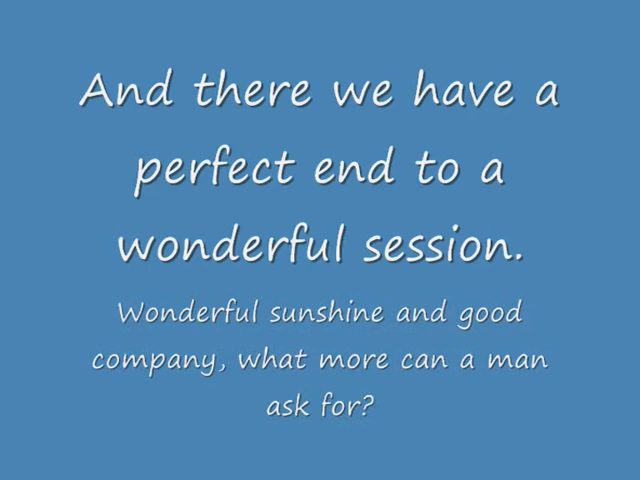 And there we have a
perfect end to a
wonderful session.
Wonderful sunshine and good
company, what more can a man
ask for?